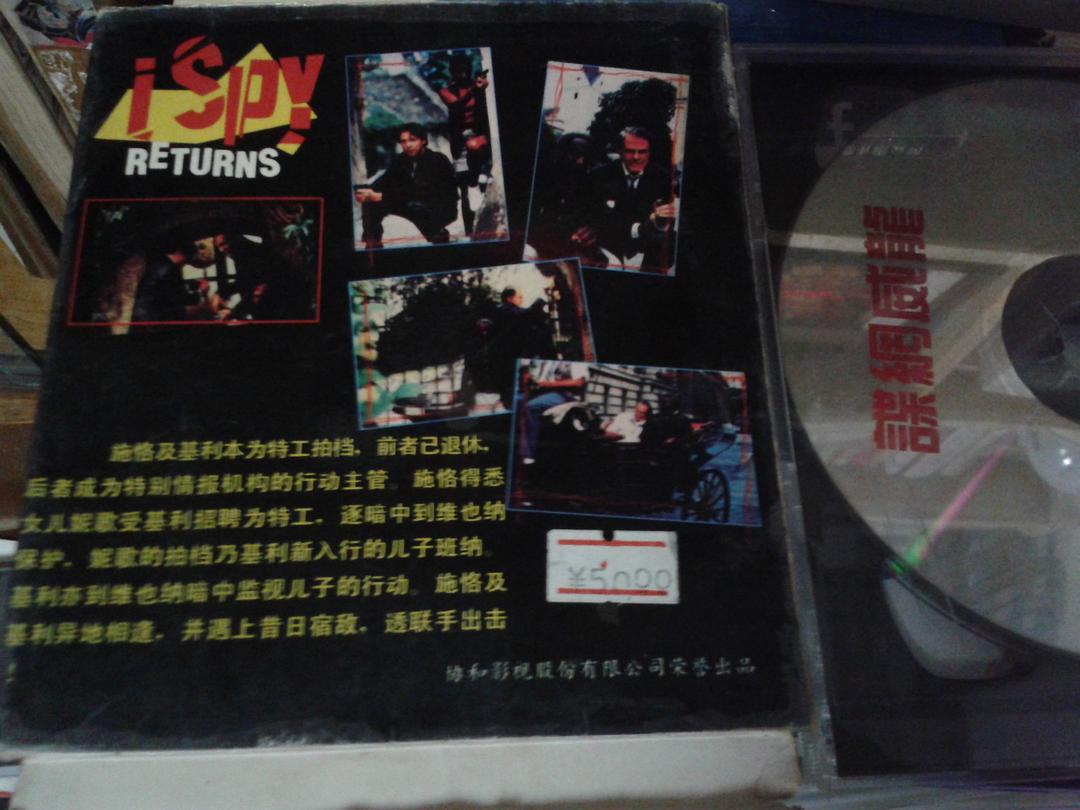 i Spy
RETURNS
施恪及基利本为特工拍档，前者已退休，
后者成为特别情报机构的行动主管。施恪得悉
女儿妮歌受基利招聘为特工，逐暗中到维也纳
保护，妮歌的拍档乃基利新入行的儿子班纳。
基利亦到维也纳暗中监视儿子的行动。施恪及
基利异地相逢，并遇上昔日宿敌，透联手出击
!
¥50.00
协和影视股份有限公司荣誉出品
諜網威龍